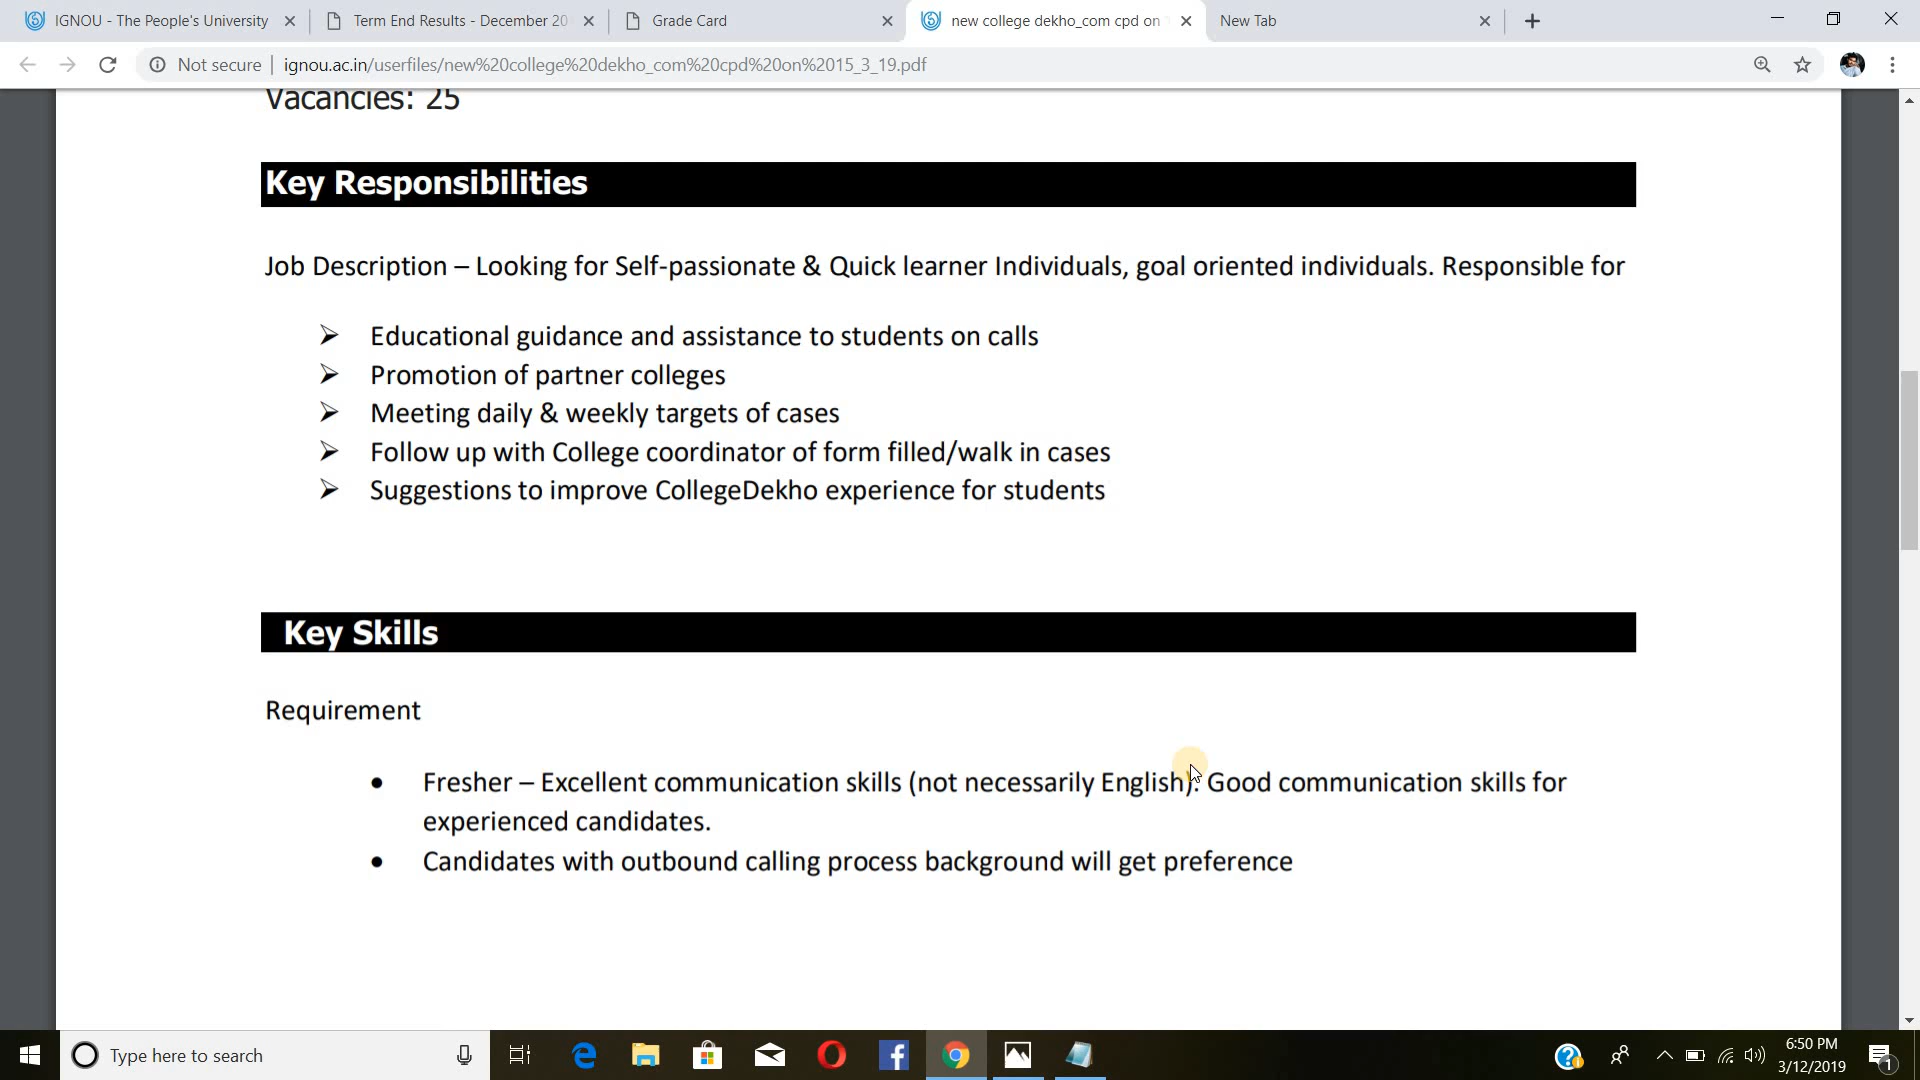 IGNOU - The People's University
Term End Results - December 20
Grade Card
new college dekho_com cpd on
New Tab
Not secure
ignou.ac.in/userfiles/new%20college%20dekho_com%20cpd%20on%2015_3_19.pdf
Vacancies: 25
Key Responsibilities
Job Description – Looking for Self-passionate & Quick learner Individuals, goal oriented individuals. Responsible for
➢ Educational guidance and assistance to students on calls
➢ Promotion of partner colleges
➢ Meeting daily & weekly targets of cases
➢ Follow up with College coordinator of form filled/walk in cases
➢ Suggestions to improve CollegeDekho experience for students
Key Skills
Requirement
• Fresher – Excellent communication skills (not necessarily English). Good communication skills for
experienced candidates.
• Candidates with outbound calling process background will get preference
Type here to search
6:50 PM
3/12/2019
1